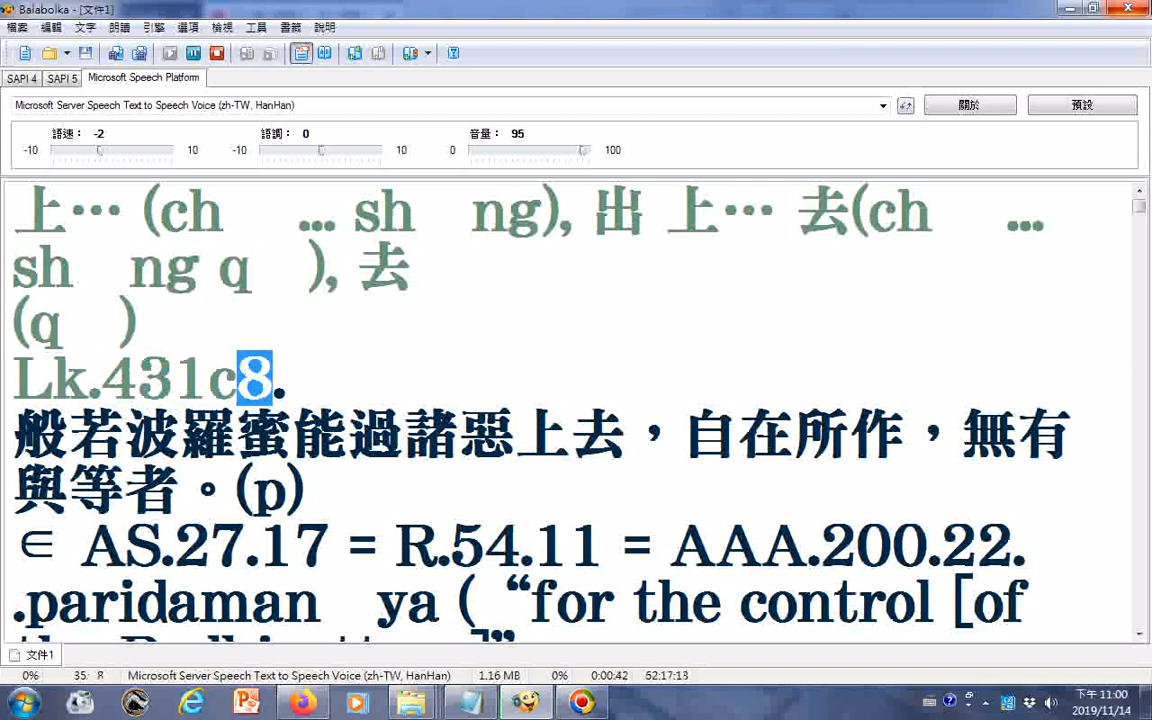 Balabolka - [文件1]
檔案 編輯 文字 朗讀 引擎 選項 檢視 工具 書籤 說明
SAPI 4 SAPI 5 Microsoft Speech Platform
Microsoft Server Speech Text to Speech Voice (zh-TW, HanHan) 關於 預設
語速： -2 語調： 0 音量： 95
-10 10 -10 10 0 100
上… (ch ... sh ng), 出 上… 去(ch ...
sh ng q ), 去
(q )
Lk.431c8.
般若波羅蜜能過諸惡上去，自在所作，無有
與等者。(p)
∈ AS.27.17 = R.54.11 = AAA.200.22.
.paridaman ya ( “for the control [of
文件1
0% 35: 8 Microsoft Server Speech Text to Speech Voice (zh-TW, HanHan) 1.16 MB 0% 0:00:42 52:17:13
下午 11:00
2019/11/14